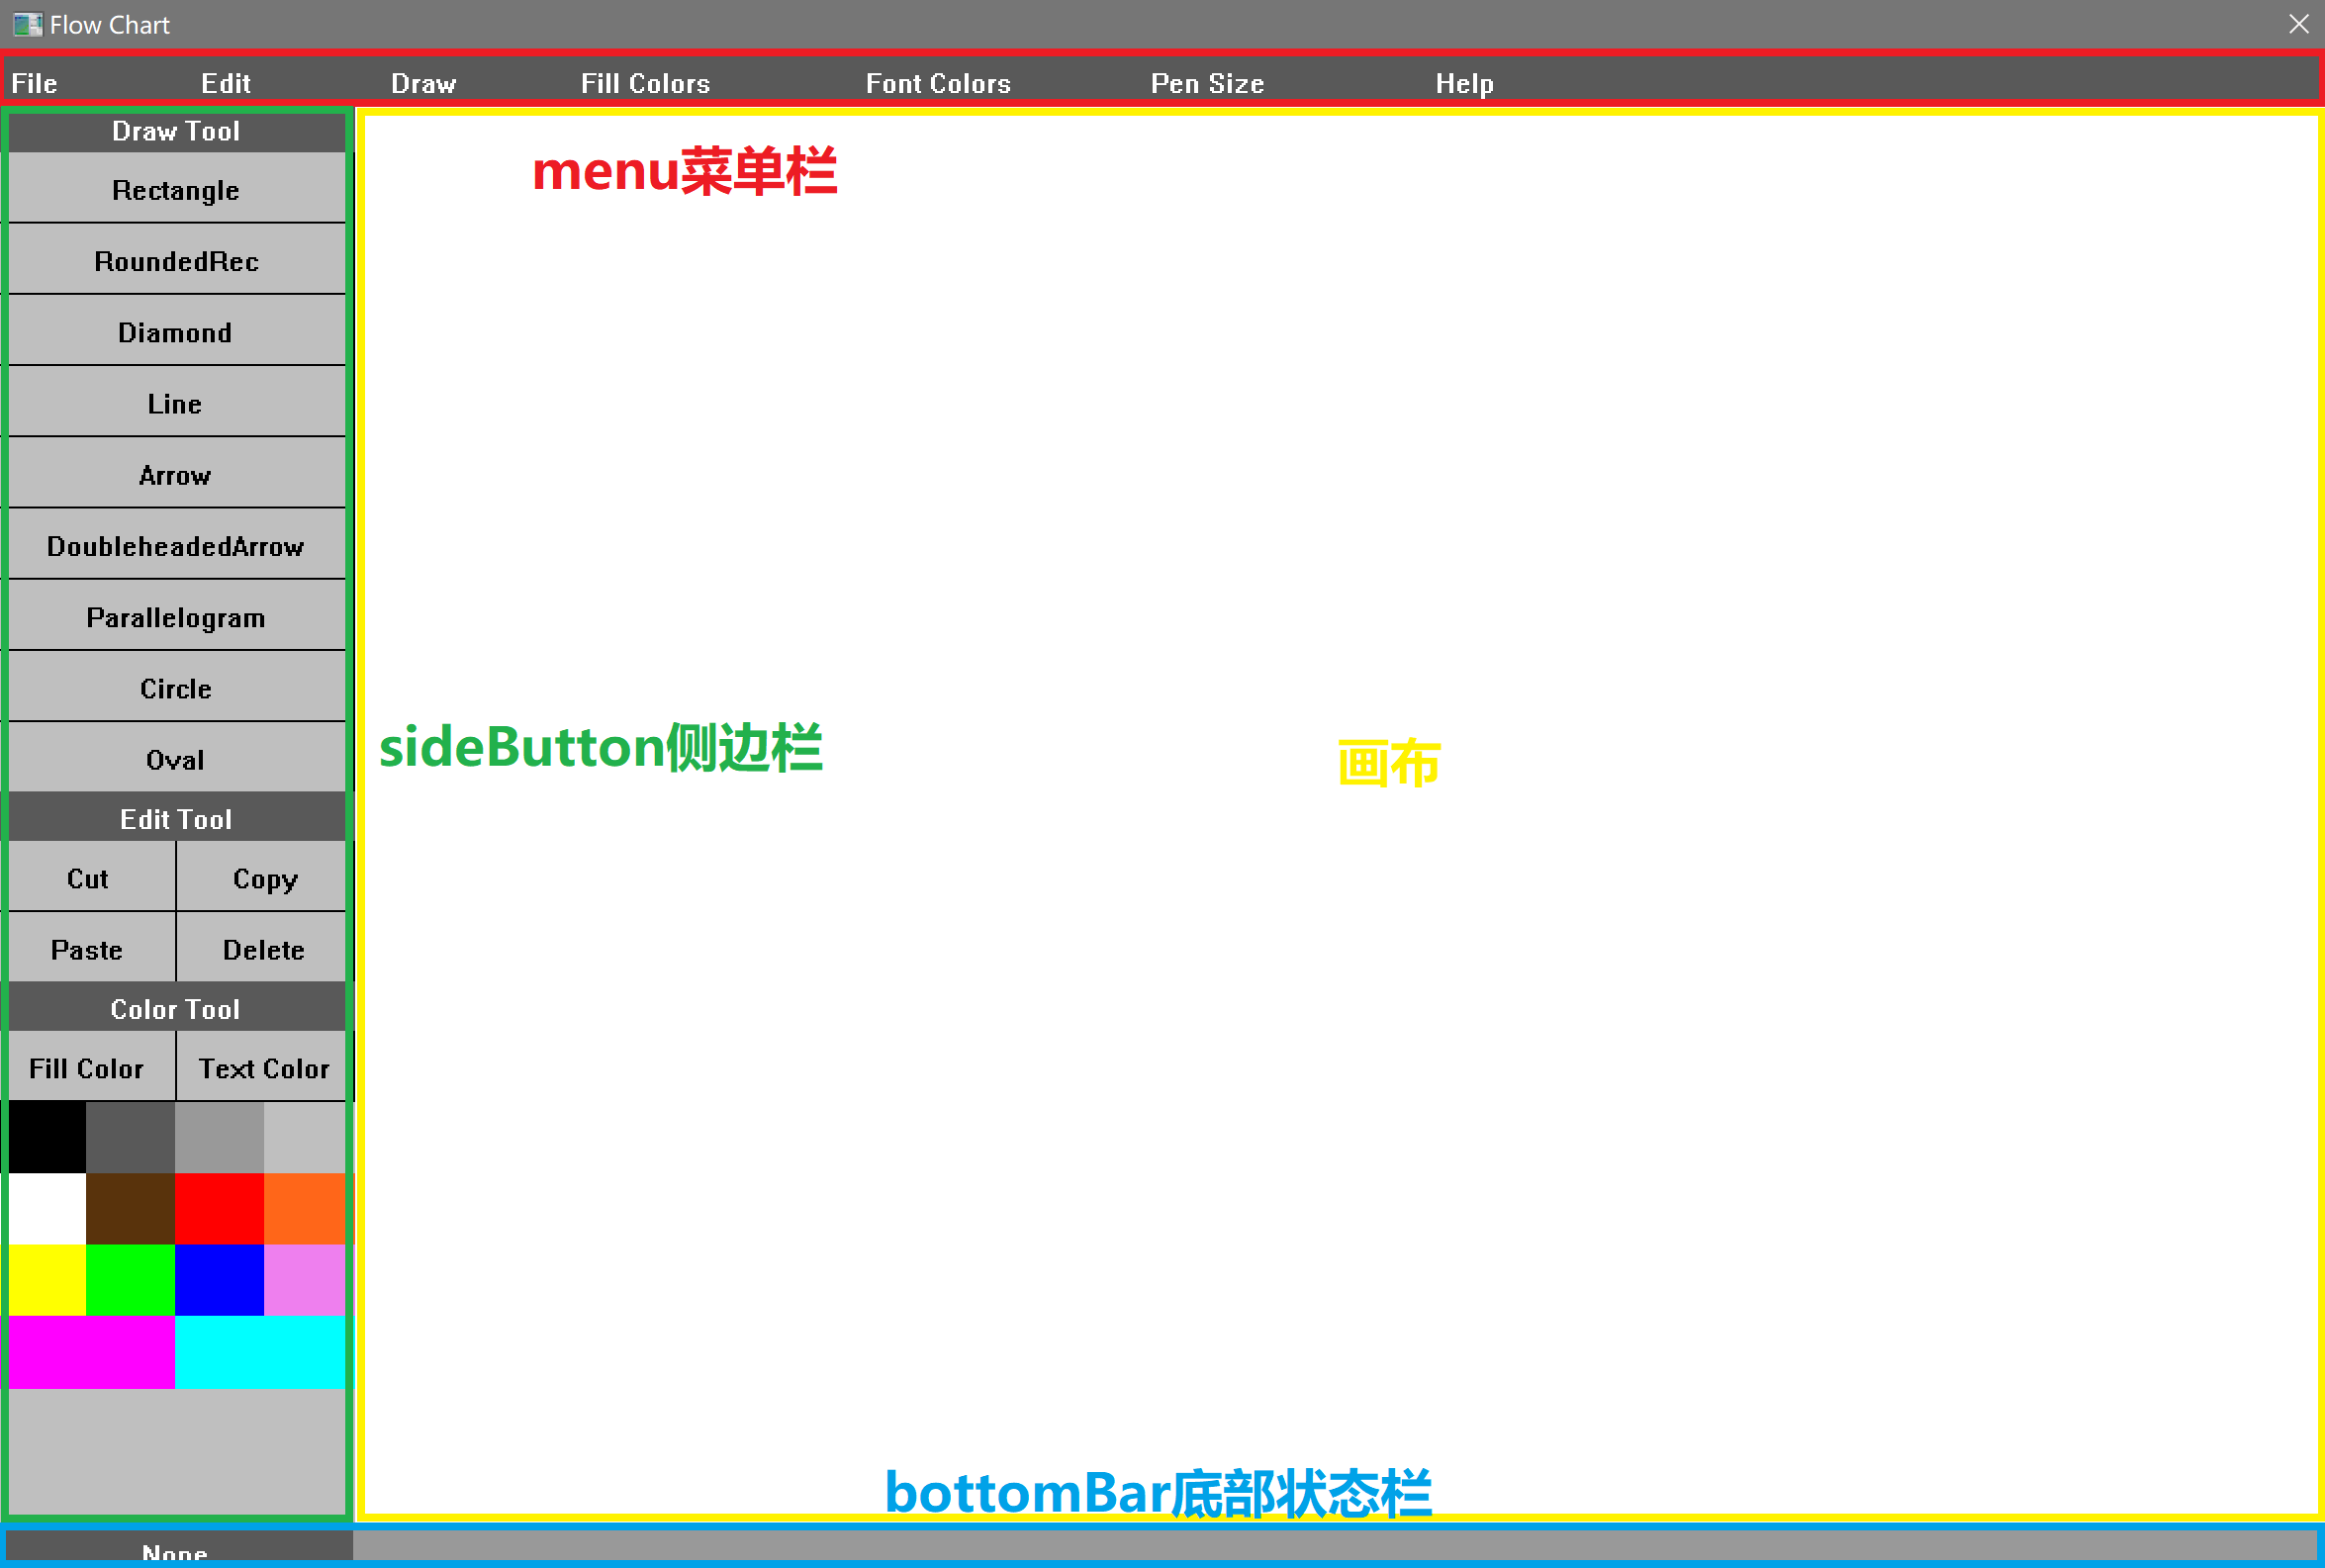 Flow Chart
File Edit Draw Fill Colors Font Colors Pen Size Help
menu菜单栏
Draw Tool
Rectangle
RoundedRec
Diamond
Line
Arrow
DoubleheadedArrow
Parallelogram
Circle
Oval
sideButton侧边栏
画布
Edit Tool
Cut Copy
Paste Delete
Color Tool
Fill Color Text Color
bottomBar底部状态栏
None